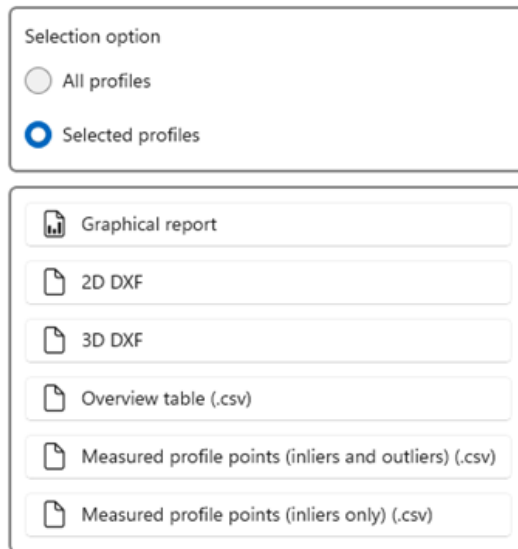 Selection option
All profiles
Selected profiles
Graphical report
2D DXF
3D DXF
Overview table (.csv)
Measured profile points (inliers and outliers) (.csv)
Measured profile points (inliers only) (.csv)